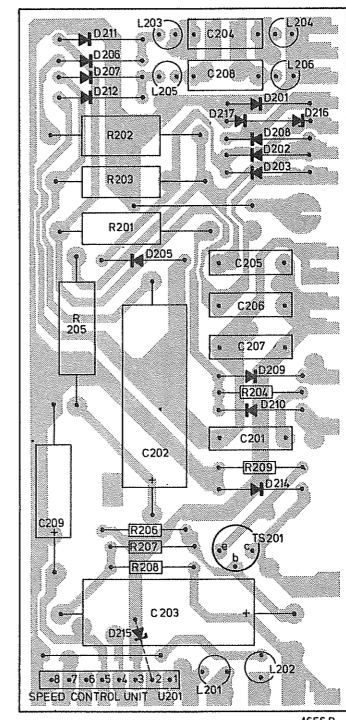 D211 L203 C204 L204
D206
D207 L205 C208 L206
D212
D201
D217 D216
R202 D208
D202
R203 D203
R201
D205
C205
R
205
C206
C207
D209
R204
D210
C202 C201
R209
D214
C209
R206
R207
R208
TS201
e c
b
C203
D215
L201 L202
8 7 6 5 4 3 2 1
SPEED CONTROL UNIT U201